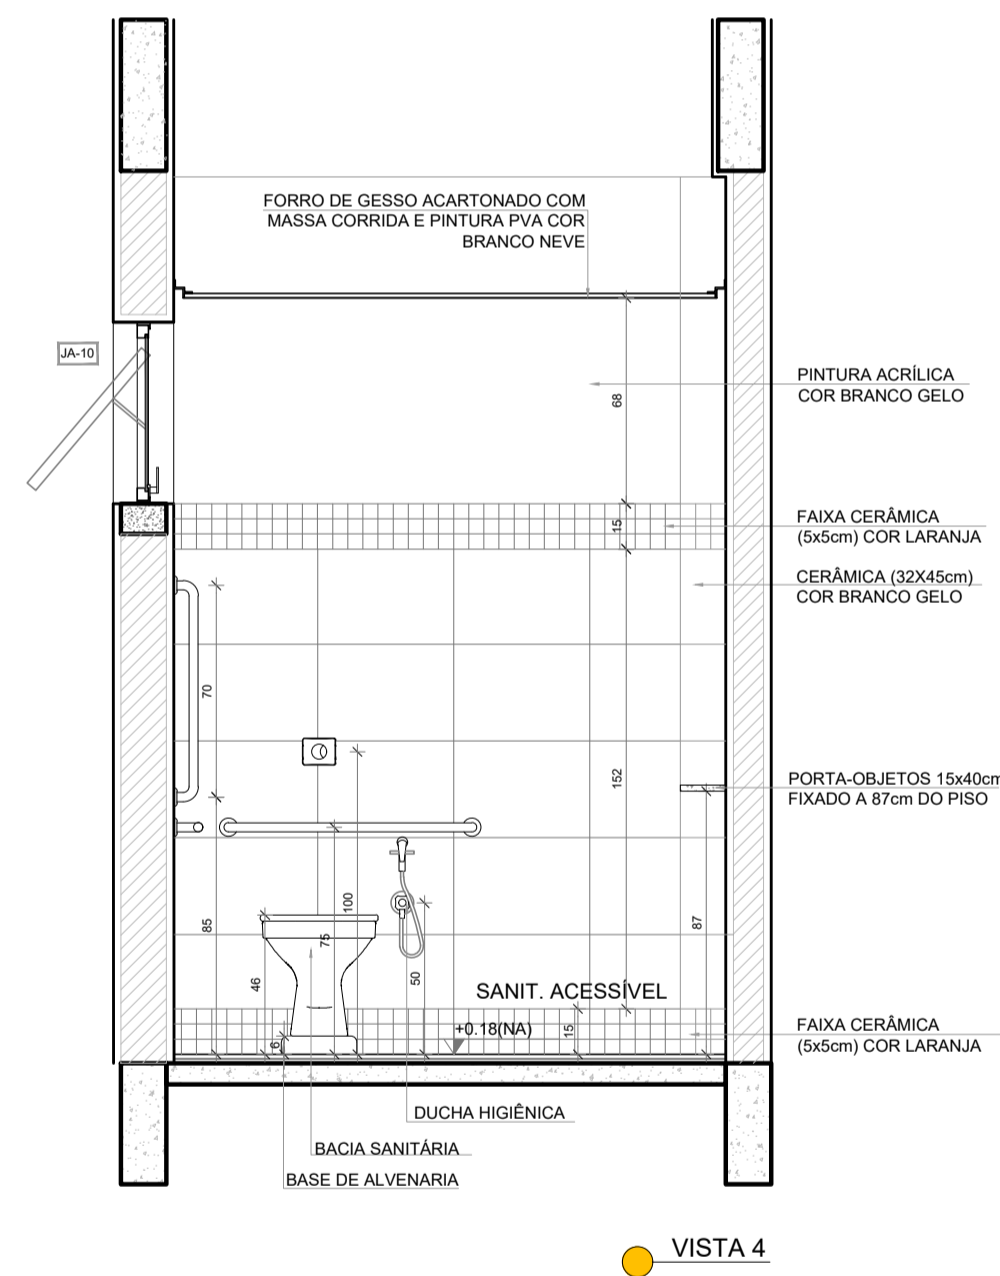 FORRO DE GESSO ACARTONADO COM
MASSA CORRIDA E PINTURA PVA COR
BRANCO NEVE
JA-10
PINTURA ACRÍLICA
COR BRANCO GELO
68
15
FAIXA CERÂMICA
(5x5cm) COR LARANJA
CERÂMICA (32X45cm)
COR BRANCO GELO
70
152
PORTA-OBJETOS 15x40cm
FIXADO A 87cm DO PISO
100
85
75
87
46
50
SANIT. ACESSÍVEL
+0.18(NA)
15
6
FAIXA CERÂMICA
(5x5cm) COR LARANJA
DUCHA HIGIÊNICA
BACIA SANITÁRIA
BASE DE ALVENARIA
VISTA 4